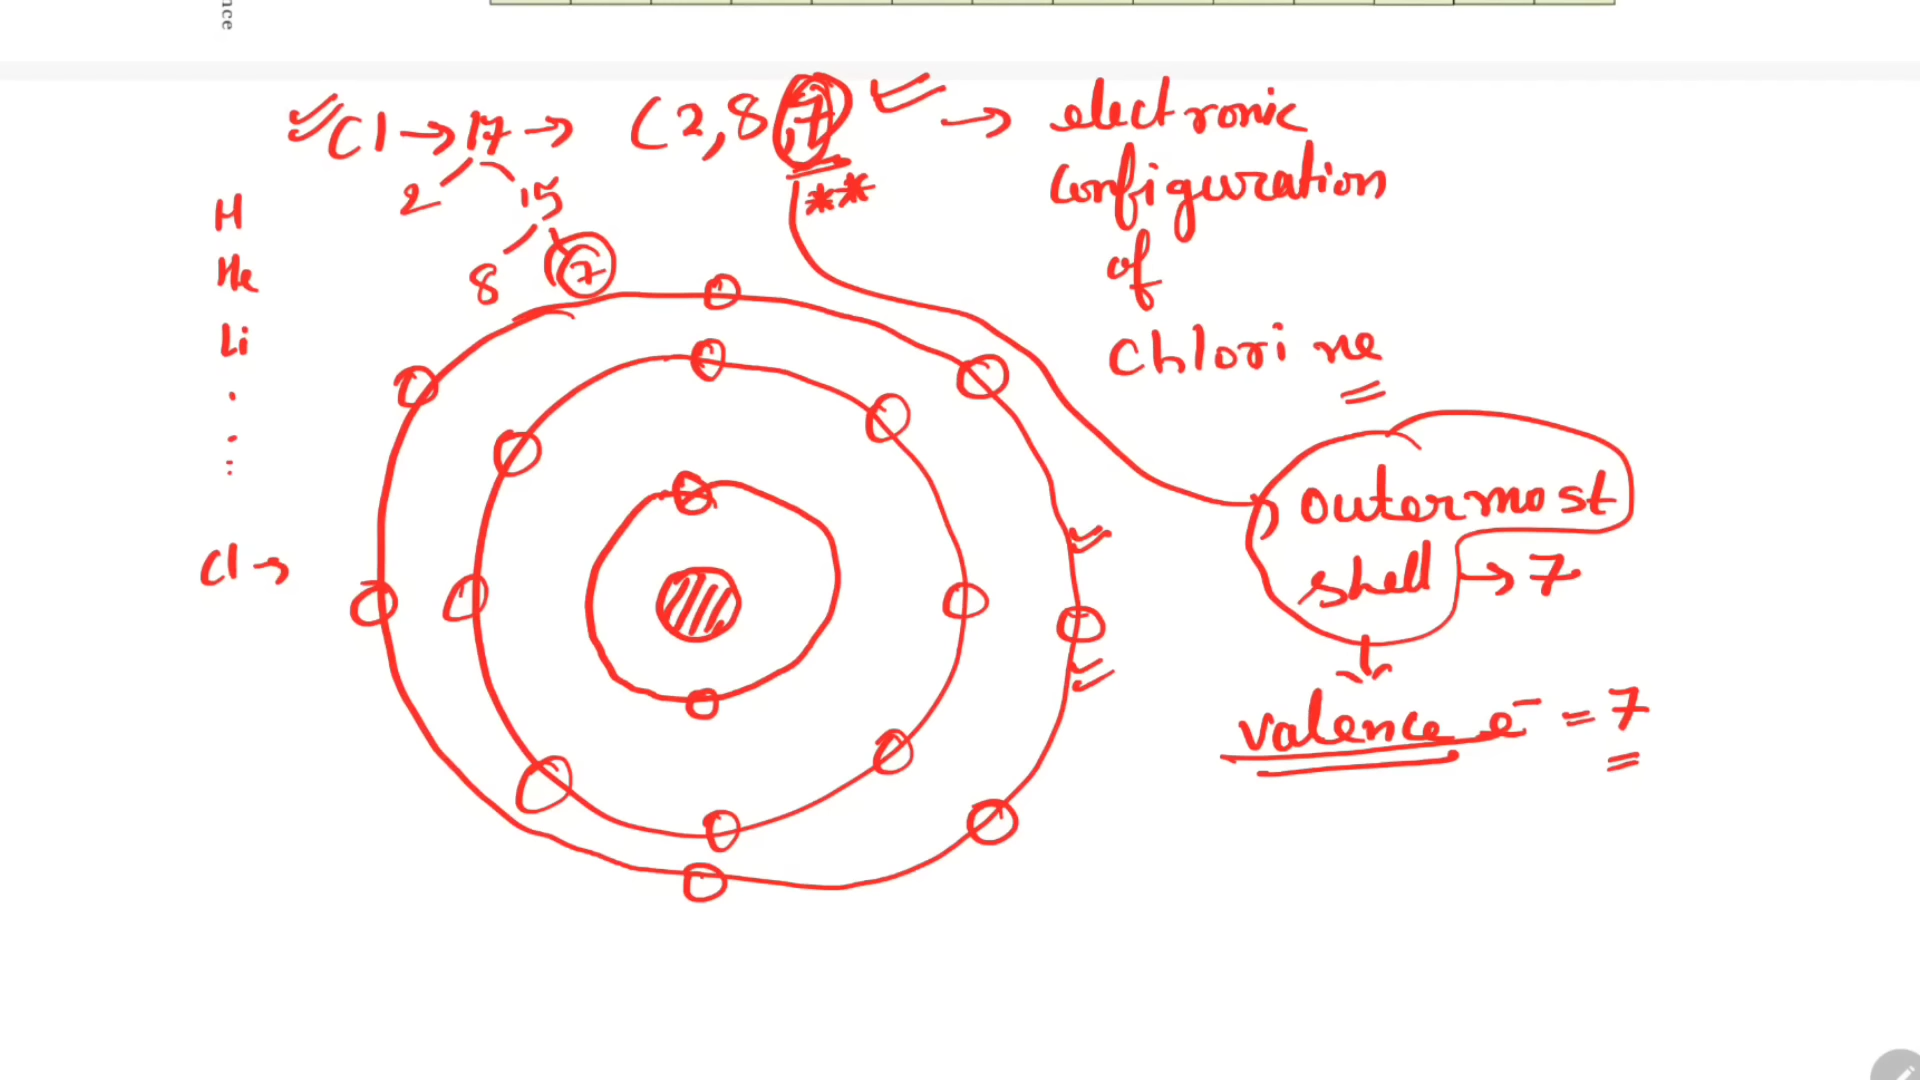 nce
Cl → 17 → (2,8,7) → electronic
configuration
of
Chlorine
2 15
8 7
H
He
Li
Cl →
outermost
shell → 7
valence e⁻ = 7